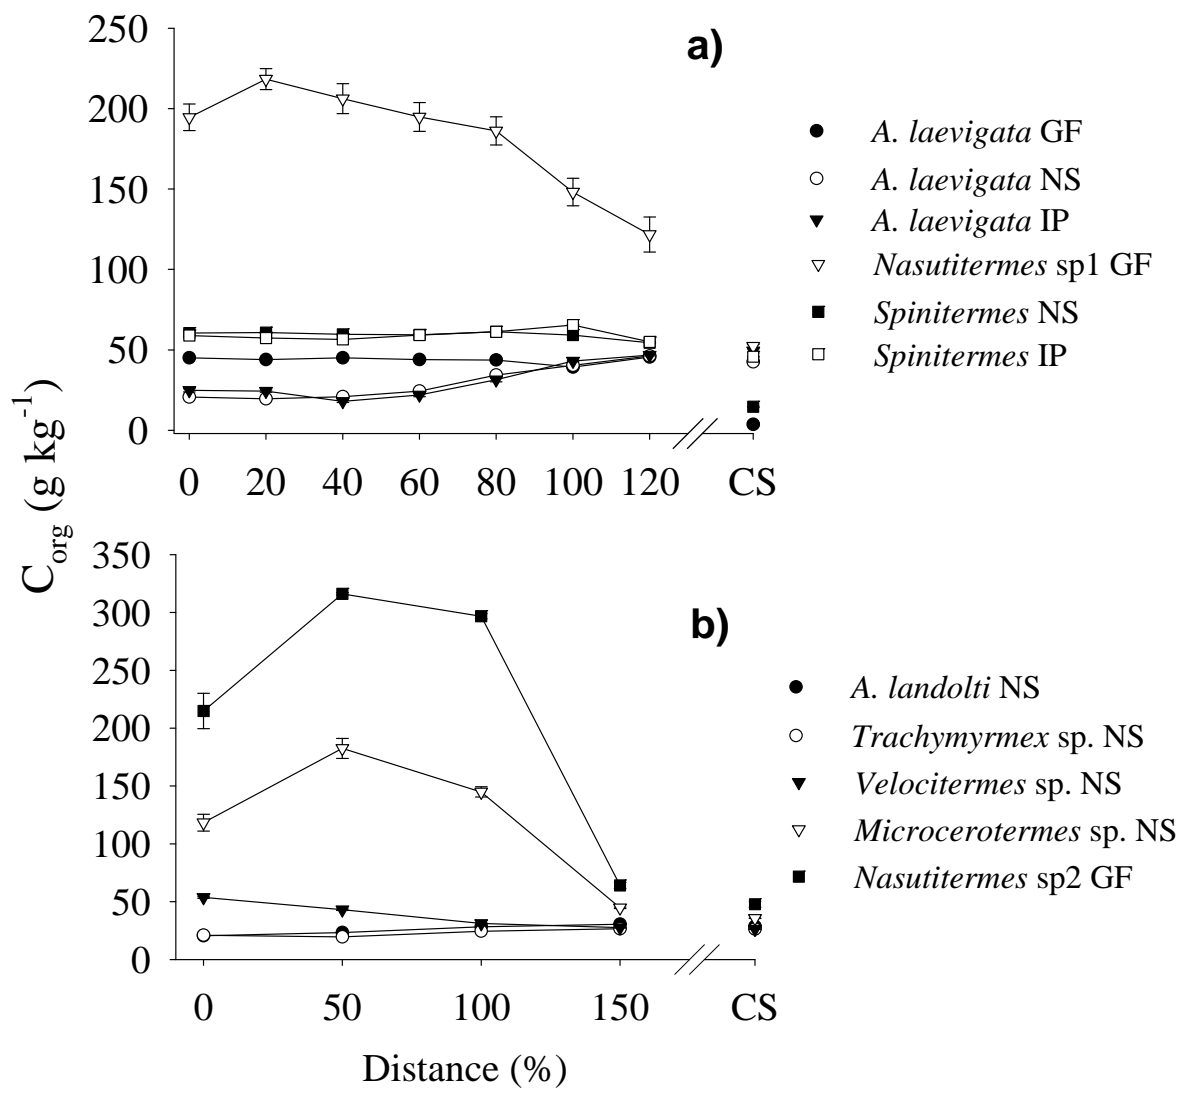 250
a)
200
150
100
50
0
0 20 40 60 80 100 120 CS
A. laevigata GF
A. laevigata NS
A. laevigata IP
Nasutitermes sp1 GF
Spinitermes NS
Spinitermes IP
C_org (g kg^-1)
350
300
b)
250
200
150
100
50
0
0 50 100 150 CS
A. landolti NS
Trachymyrmex sp. NS
Velocitermes sp. NS
Microcerotermes sp. NS
Nasutitermes sp2 GF
Distance (%)